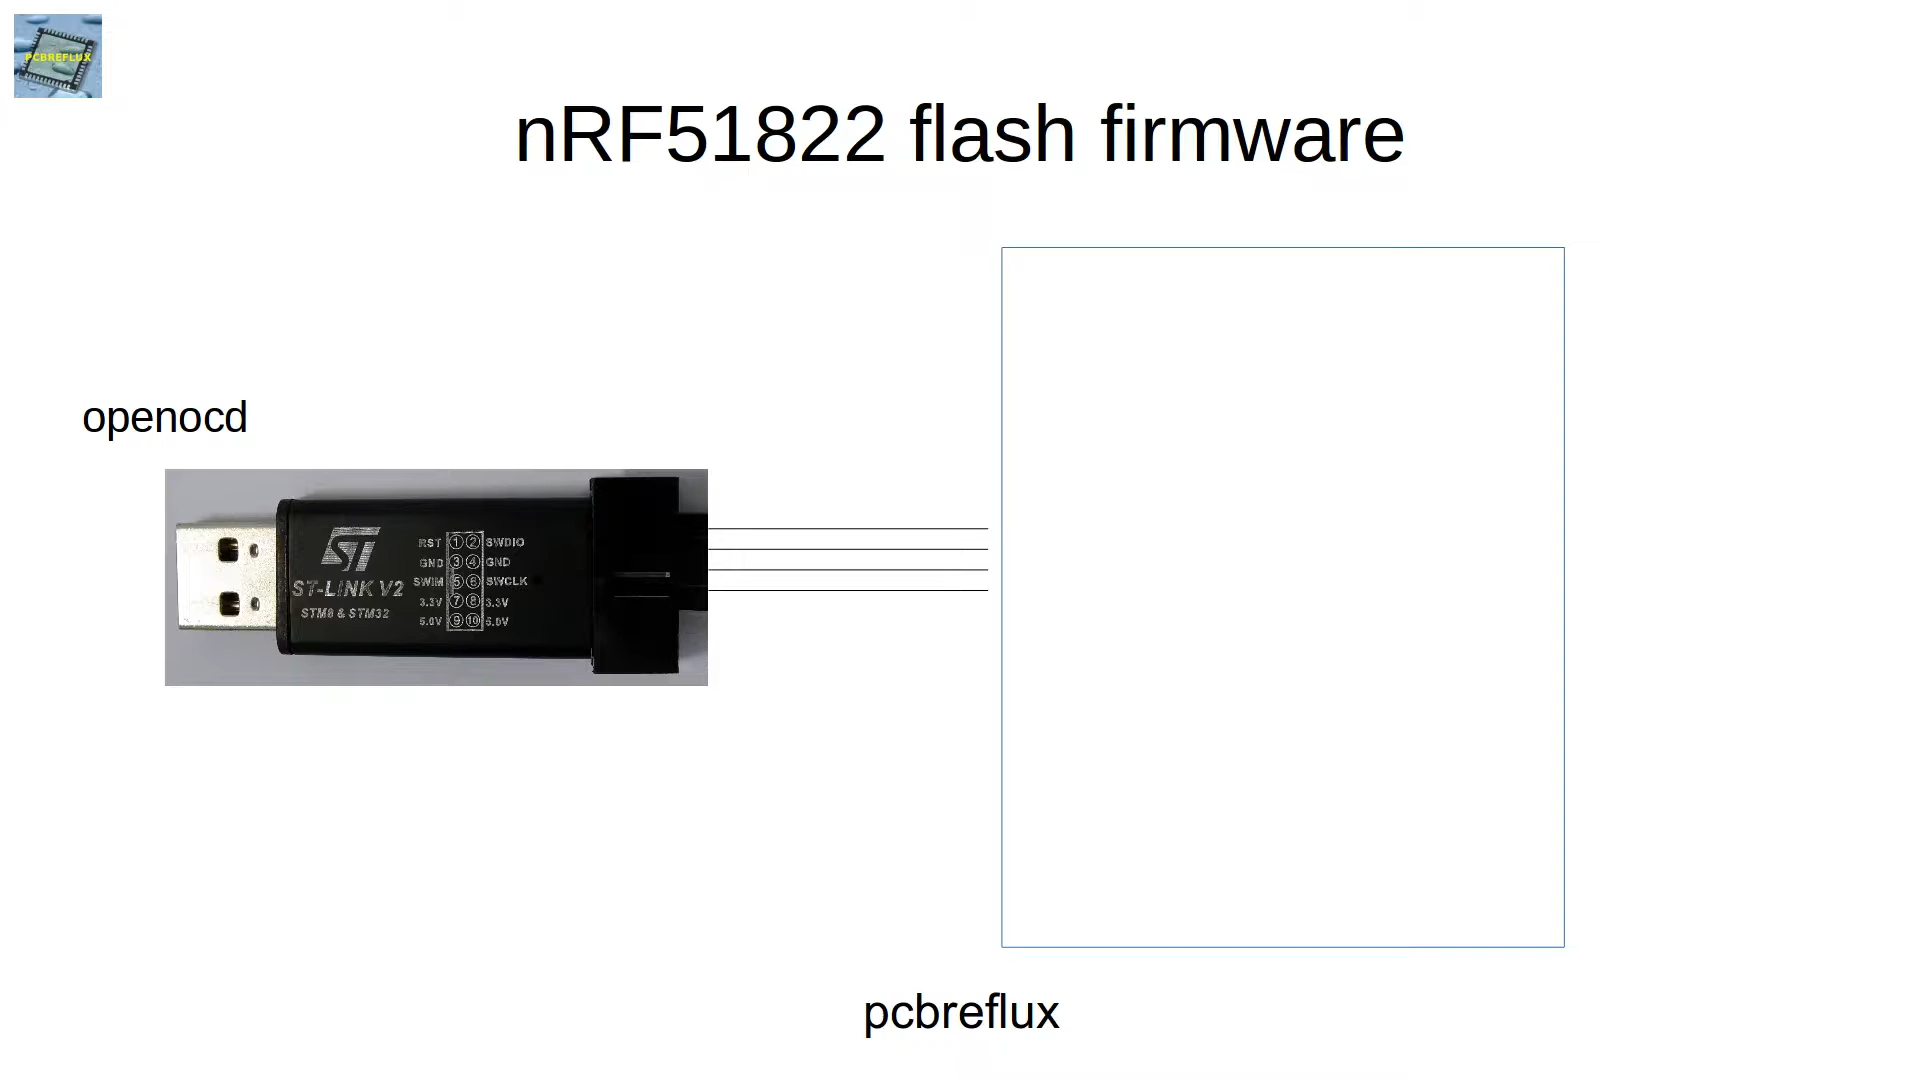 PCBREFLUX
nRF51822 flash firmware
openocd
ST
ST-LINK V2
STM8 & STM32
RST 1 2 SWDIO
GND 3 4 GND
SWIM 5 6 SWCLK
3.3V 7 8 3.3V
5.0V 9 10 5.0V
pcbreflux